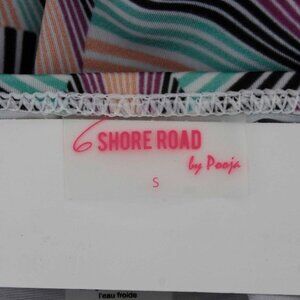 6 SHORE ROAD
by Pooja
S
l'eau froide